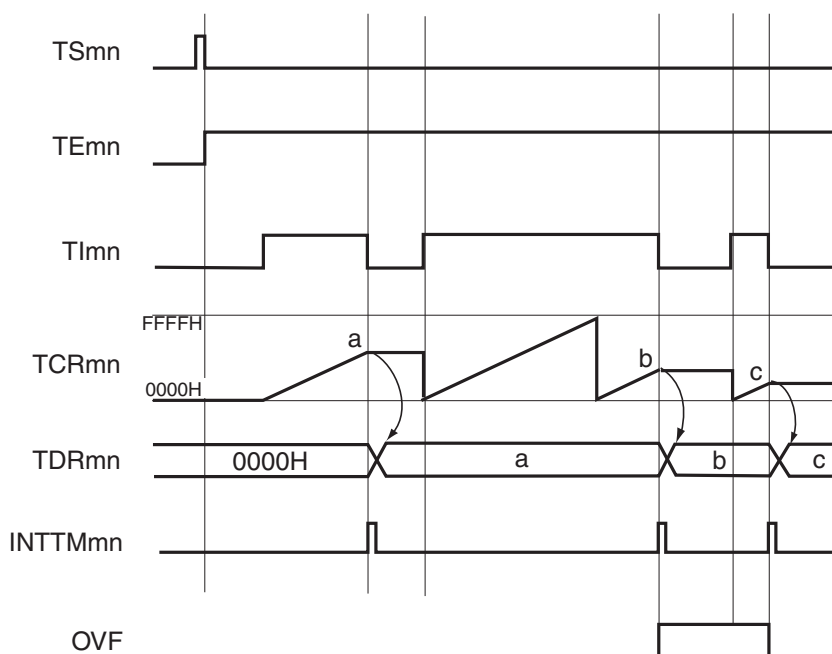 TSmn
TEmn
TImn
FFFFH
a
b
TCRmn
c
0000H
TDRmn
0000H
a
b
c
INTTMmn
OVF